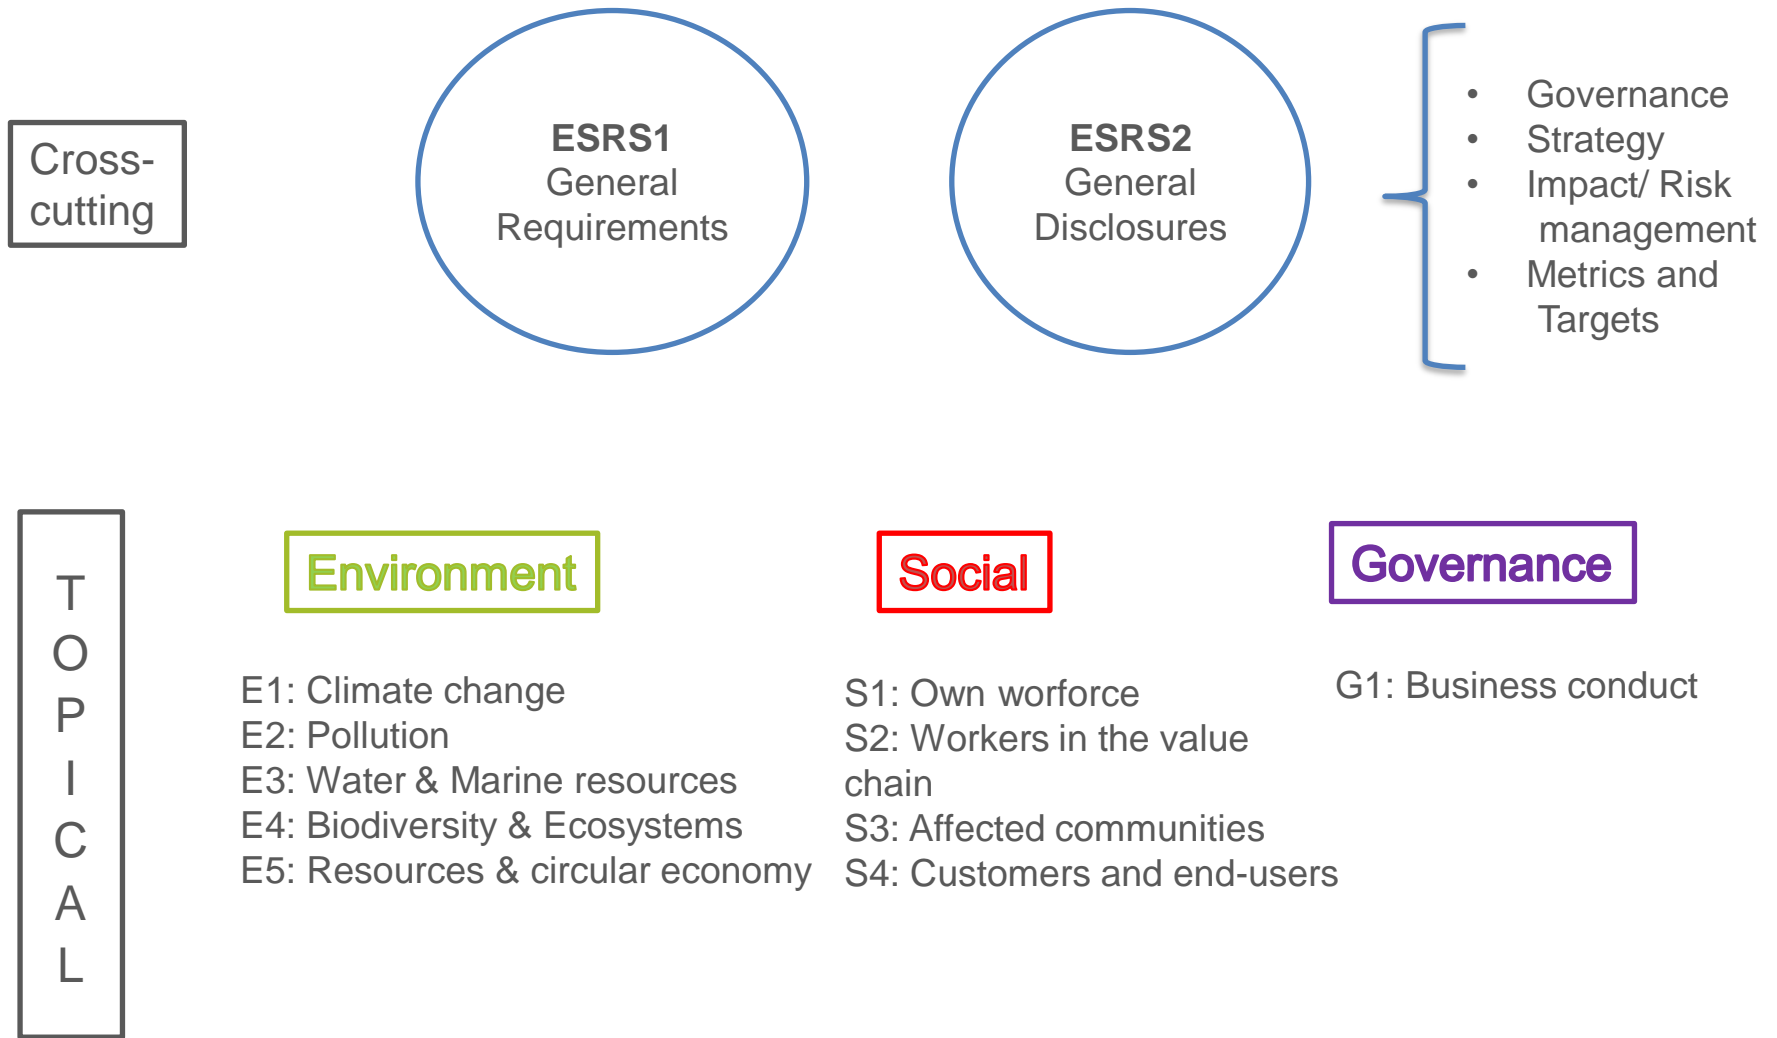 Cross-
cutting
ESRS1
General
Requirements
ESRS2
General
Disclosures
• Governance
• Strategy
• Impact/ Risk
management
• Metrics and
Targets
T
O
P
I
C
A
L
Environment
E1: Climate change
E2: Pollution
E3: Water & Marine resources
E4: Biodiversity & Ecosystems
E5: Resources & circular economy
Social
S1: Own worforce
S2: Workers in the value
chain
S3: Affected communities
S4: Customers and end-users
Governance
G1: Business conduct